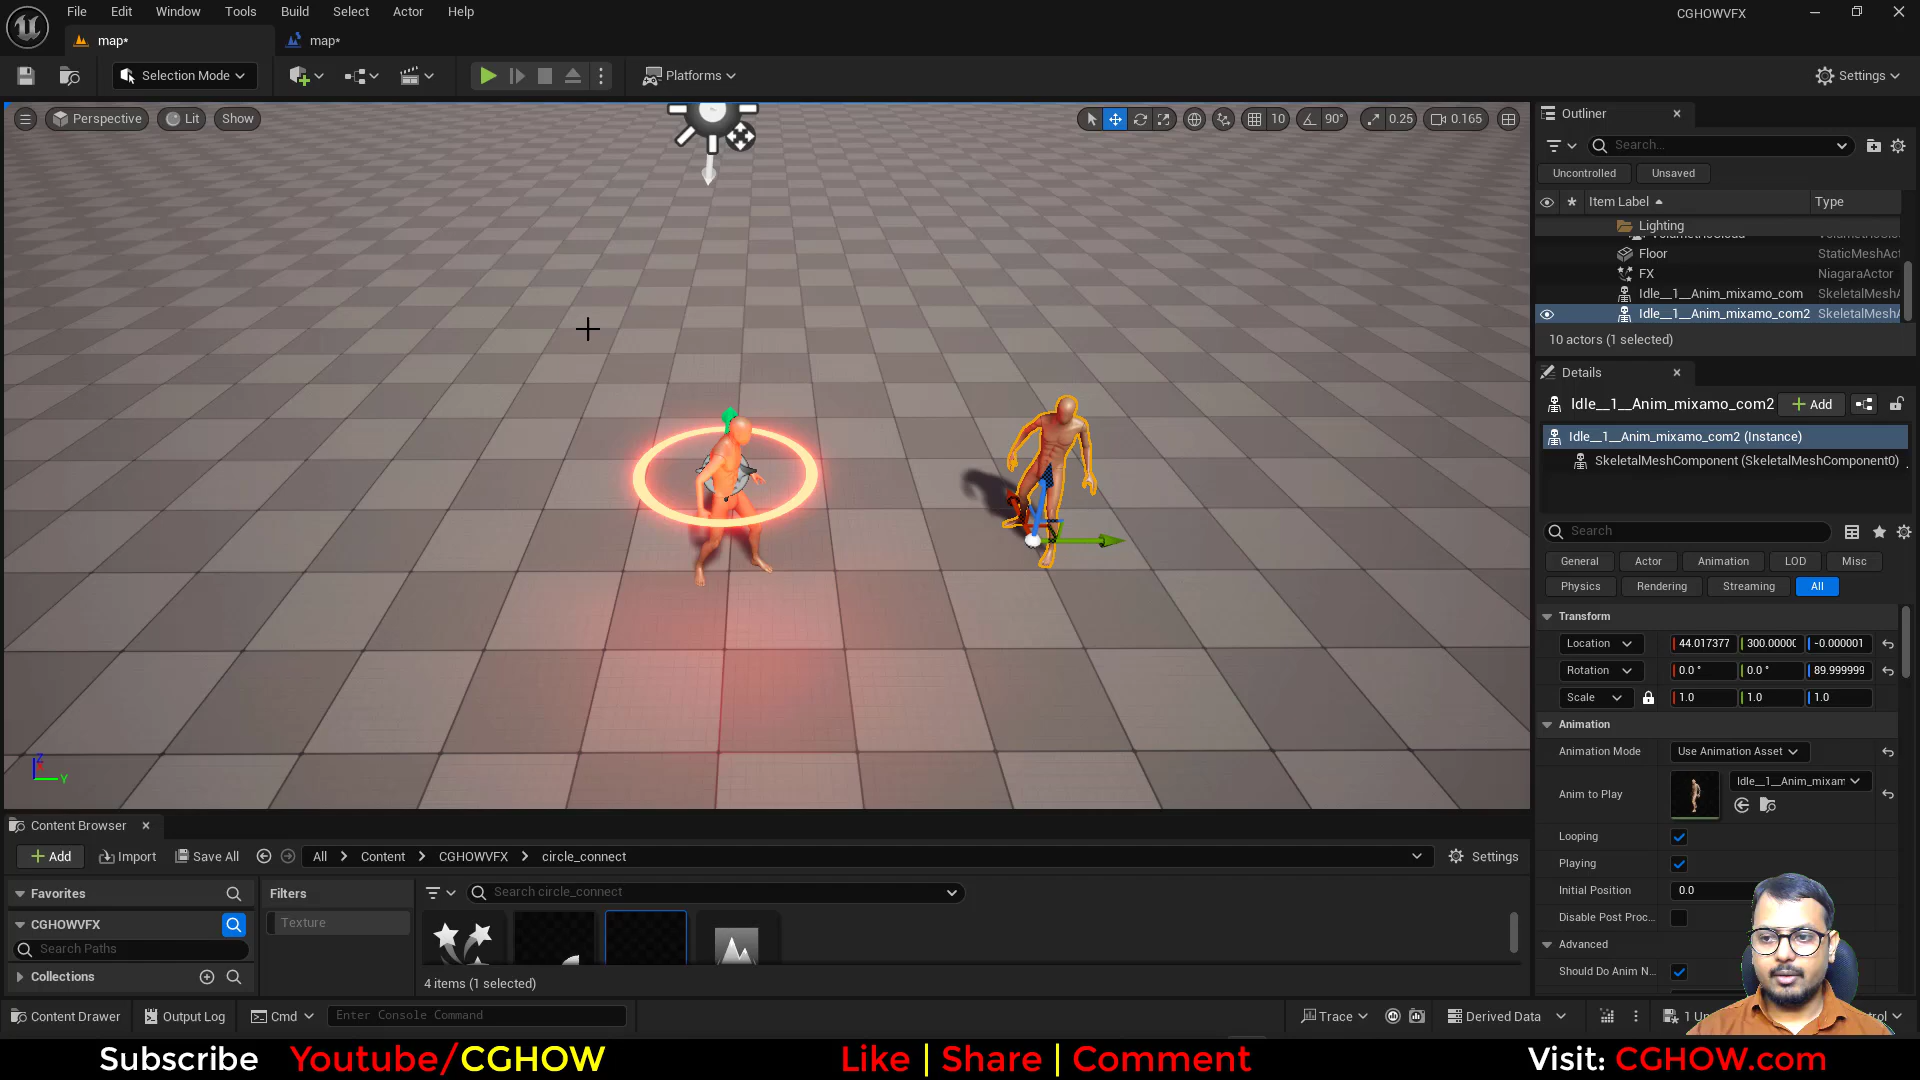 File Edit Window Tools Build Select Actor Help
CGHOWVFX
map*
map*
Selection Mode
Platforms
Settings
Perspective
Lit
Show
10
90°
0.25
0.165
Outliner
Search...
Uncontrolled
Unsaved
Item Label
Type
Lighting
Floor StaticMeshAct
FX NiagaraActor
Idle__1__Anim_mixamo_com SkeletalMeshA
Idle__1__Anim_mixamo_com2 SkeletalMeshA
10 actors (1 selected)
Details
Idle__1__Anim_mixamo_com2
Add
Idle__1__Anim_mixamo_com2 (Instance)
SkeletalMeshComponent (SkeletalMeshComponent0)
Search
General Actor Animation LOD Misc
Physics Rendering Streaming All
Transform
Location 44.017377 300.00000 -0.000001
Rotation 0.0 ° 0.0 ° 89.999999
Scale 1.0 1.0 1.0
Animation
Animation Mode Use Animation Asset
Anim to Play Idle__1__Anim_mixam
Looping
Playing
Initial Position 0.0
Disable Post Proc...
Advanced
Should Do Anim N...
Z
Y
Content Browser
Add Import Save All All Content CGHOWVFX circle_connect Settings
Favorites
Filters
Search circle_connect
CGHOWVFX
Texture
Search Paths
Collections
4 items (1 selected)
Content Drawer Output Log Cmd Enter Console Command Trace Derived Data
Subscribe Youtube/CGHOW Like | Share | Comment Visit: CGHOW.com